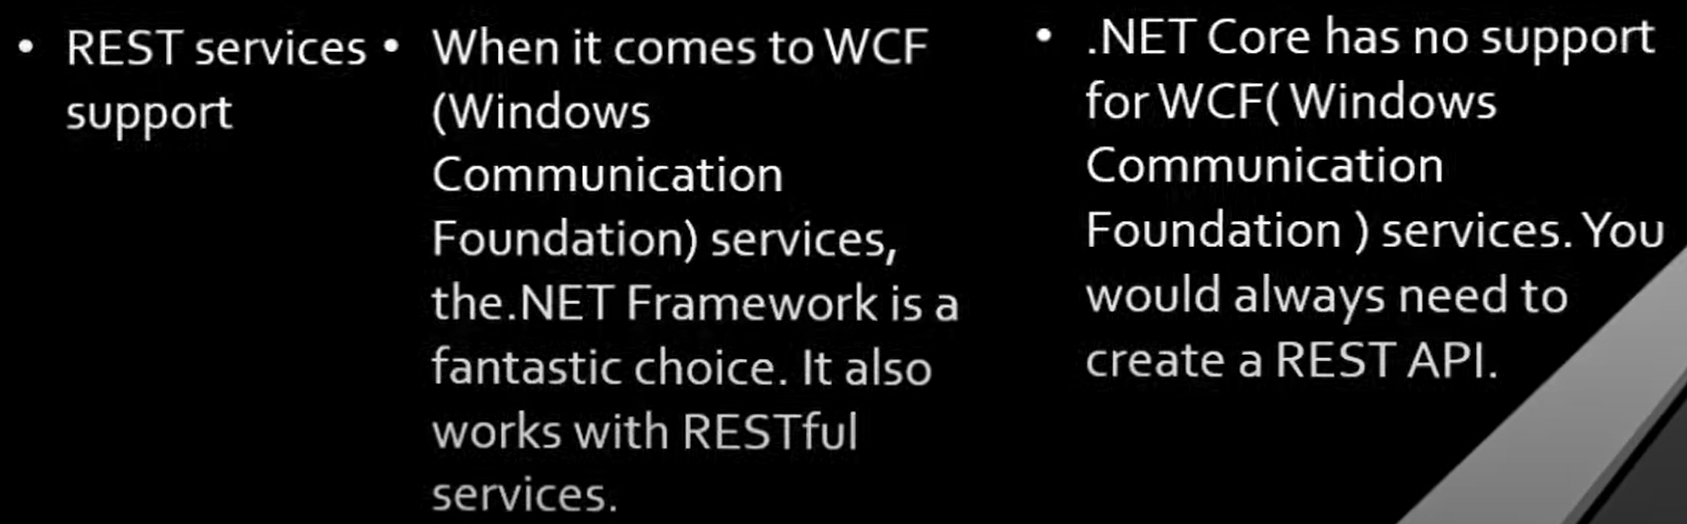 • REST services
support
• When it comes to WCF
(Windows
Communication
Foundation) services,
the.NET Framework is a
fantastic choice. It also
works with RESTful
services.
• .NET Core has no support
for WCF( Windows
Communication
Foundation ) services. You
would always need to
create a REST API.